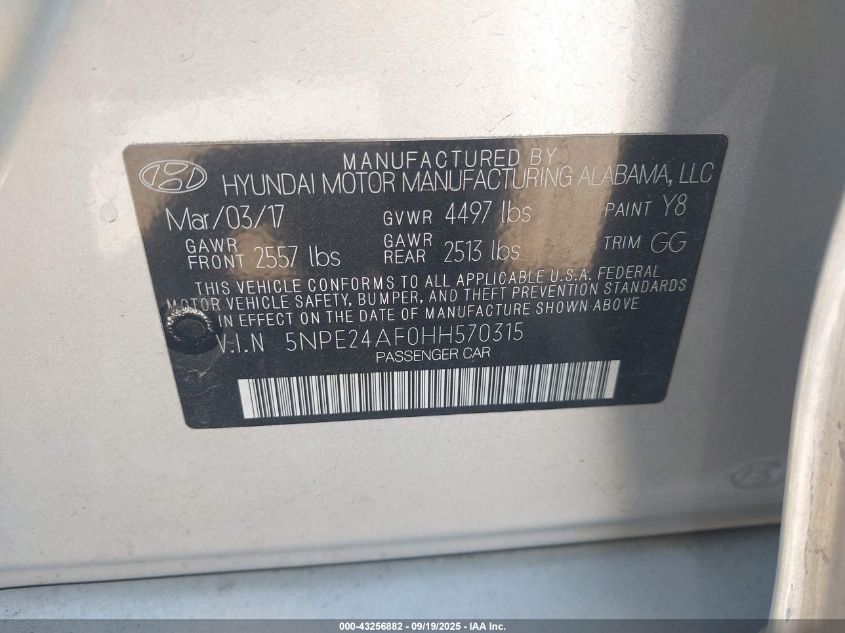 MANUFACTURED BY
HYUNDAI MOTOR MANUFACTURING ALABAMA, LLC
Mar/03/17 GVWR 4497 lbs PAINT Y8
GAWR FRONT 2557 lbs GAWR REAR 2513 lbs TRIM GG
THIS VEHICLE CONFORMS TO ALL APPLICABLE U.S.A. FEDERAL
MOTOR VEHICLE SAFETY, BUMPER, AND THEFT PREVENTION STANDARDS
IN EFFECT ON THE DATE OF MANUFACTURE SHOWN ABOVE.
V.I.N 5NPE24AF0HH570315
PASSENGER CAR
000-43256882 - 09/19/2025 - IAA Inc.